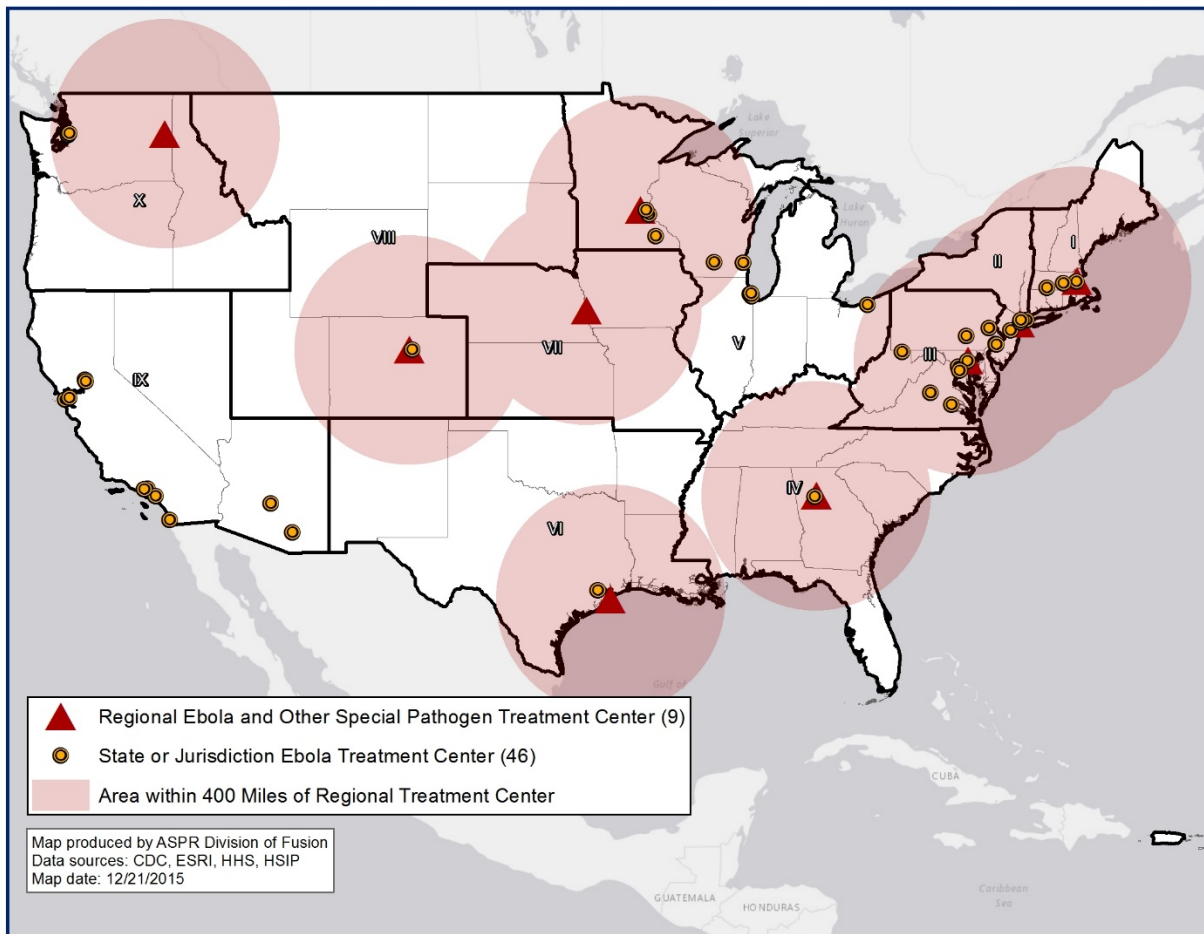 Lake
Superior
Lake
Huron
X
VIII
I
II
V
III
VII
IX
IV
VI
Gulf of
Regional Ebola and Other Special Pathogen Treatment Center (9)
State or Jurisdiction Ebola Treatment Center (46)
Area within 400 Miles of Regional Treatment Center
CUBA
Map produced by ASPR Division of Fusion
Data sources: CDC, ESRI, HHS, HSIP
Map date: 12/21/2015
GUATEMALA
HONDURAS
Caribbean
Sea